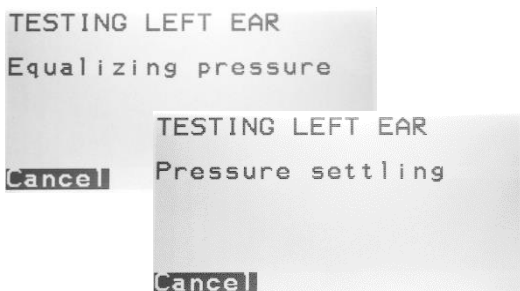 TESTING LEFT EAR
Equalizing pressure
Cancel
TESTING LEFT EAR
Pressure settling
Cancel